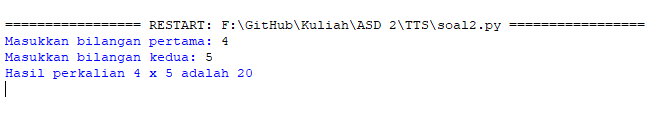 ================= RESTART: F:\GitHub\Kuliah\ASD 2\TTS\soal2.py =================
Masukkan bilangan pertama: 4
Masukkan bilangan kedua: 5
Hasil perkalian 4 x 5 adalah 20